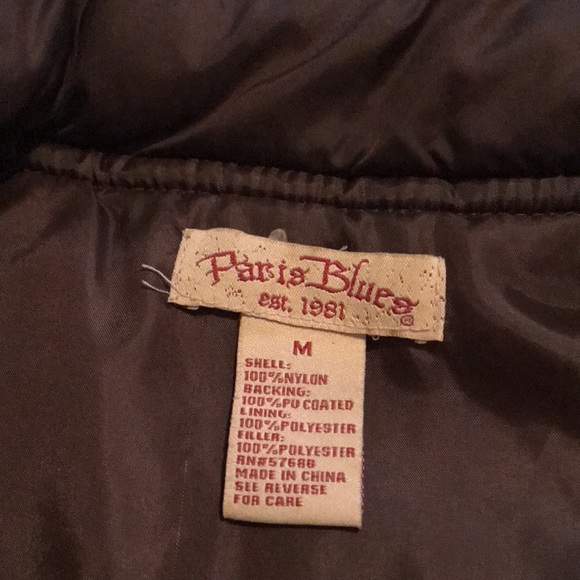 Paris Blues
est. 1981 ®
M
SHELL:
100%NYLON
BACKING:
100%PU COATED
LINING:
100%POLYESTER
FILLER:
100%POLYESTER
RN#57686
MADE IN CHINA
SEE REVERSE
FOR CARE